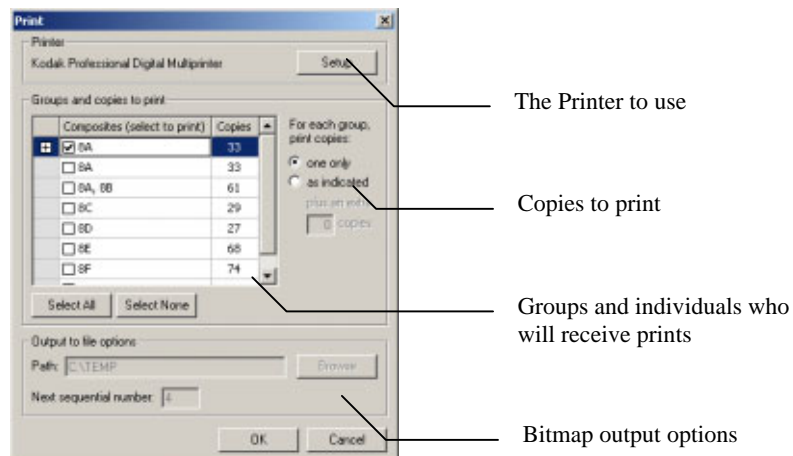 Print
Printer
Kodak Professional Digital Multiprinter
Setup
The Printer to use
Groups and copies to print
Composites (select to print) Copies
8A 33
8A 33
8A, 8B 61
8C 29
8D 27
8E 68
8F 74
For each group,
print copies:
one only
as indicated
plus an extra
0 copies
Copies to print
Select All Select None
Groups and individuals who
will receive prints
Output to file options
Path: C:\TEMP Browse
Next sequential number: 4
OK Cancel
Bitmap output options